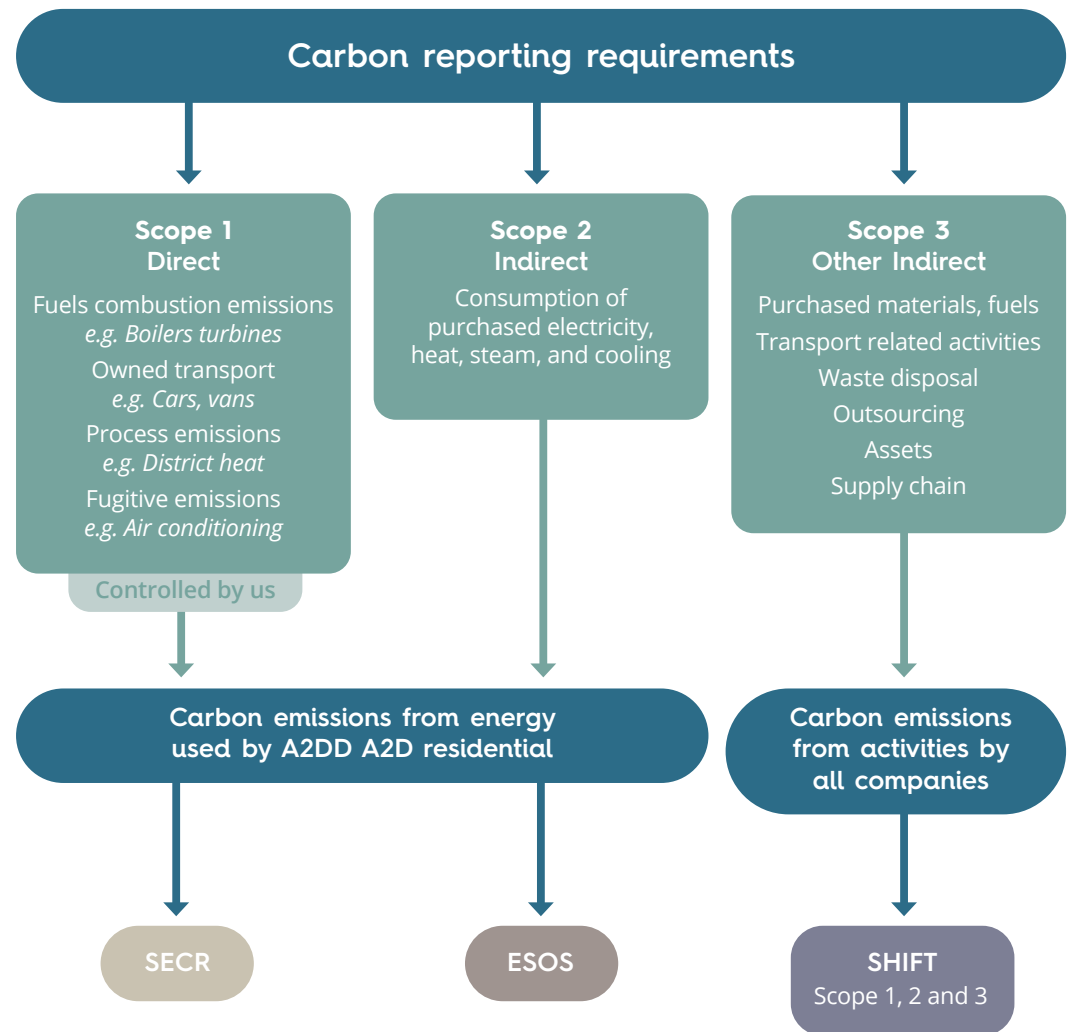 Carbon reporting requirements
Scope 1
Direct
Fuels combustion emissions
e.g. Boilers turbines
Owned transport
e.g. Cars, vans
Process emissions
e.g. District heat
Fugitive emissions
e.g. Air conditioning
Controlled by us
Scope 2
Indirect
Consumption of
purchased electricity,
heat, steam, and cooling
Scope 3
Other Indirect
Purchased materials, fuels
Transport related activities
Waste disposal
Outsourcing
Assets
Supply chain
Carbon emissions from energy
used by A2DD A2D residential
Carbon emissions
from activities by
all companies
SECR
ESOS
SHIFT
Scope 1, 2 and 3